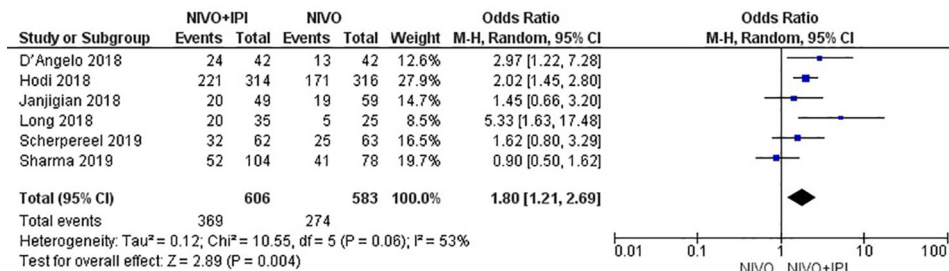 NIVO+IPI NIVO Odds Ratio Odds Ratio
Study or Subgroup Events Total Events Total Weight M-H, Random, 95% CI M-H, Random, 95% CI
D'Angelo 2018 24 42 13 42 12.6% 2.97 [1.22, 7.28]
Hodi 2018 221 314 171 316 27.9% 2.02 [1.45, 2.80]
Janjigian 2018 20 49 19 59 14.7% 1.45 [0.66, 3.20]
Long 2018 20 35 5 25 8.5% 5.33 [1.63, 17.48]
Scherpereel 2019 32 62 25 63 16.5% 1.62 [0.80, 3.29]
Sharma 2019 52 104 41 78 19.7% 0.90 [0.50, 1.62]
Total (95% CI) 606 583 100.0% 1.80 [1.21, 2.69]
Total events 369 274
Heterogeneity: Tau² = 0.12; Chi² = 10.55, df = 5 (P = 0.06); I² = 53%
Test for overall effect: Z = 2.89 (P = 0.004)
0.01 0.1 1 10 100
NIVO NIVO+IPI